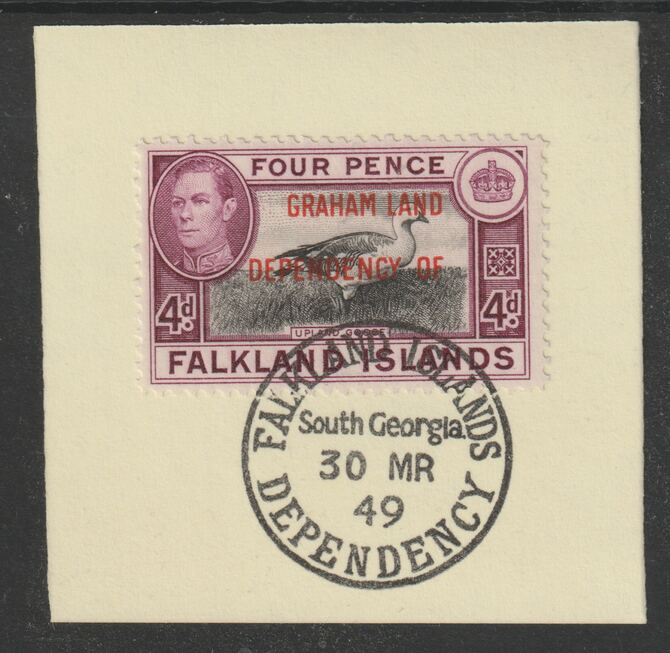 FOUR PENCE
GRAHAM LAND
DEPENDENCY OF
4d. 4d.
UPLAND GOOSE
FALKLAND ISLANDS
FALKLAND ISLANDS
South Georgia.
30 MR
49
DEPENDENCY